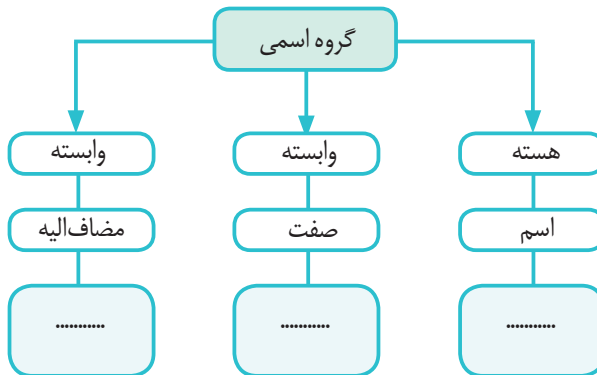 گروه اسمی
هسته
وابسته
وابسته
اسم
صفت
مضاف‌الیه
...........
...........
...........